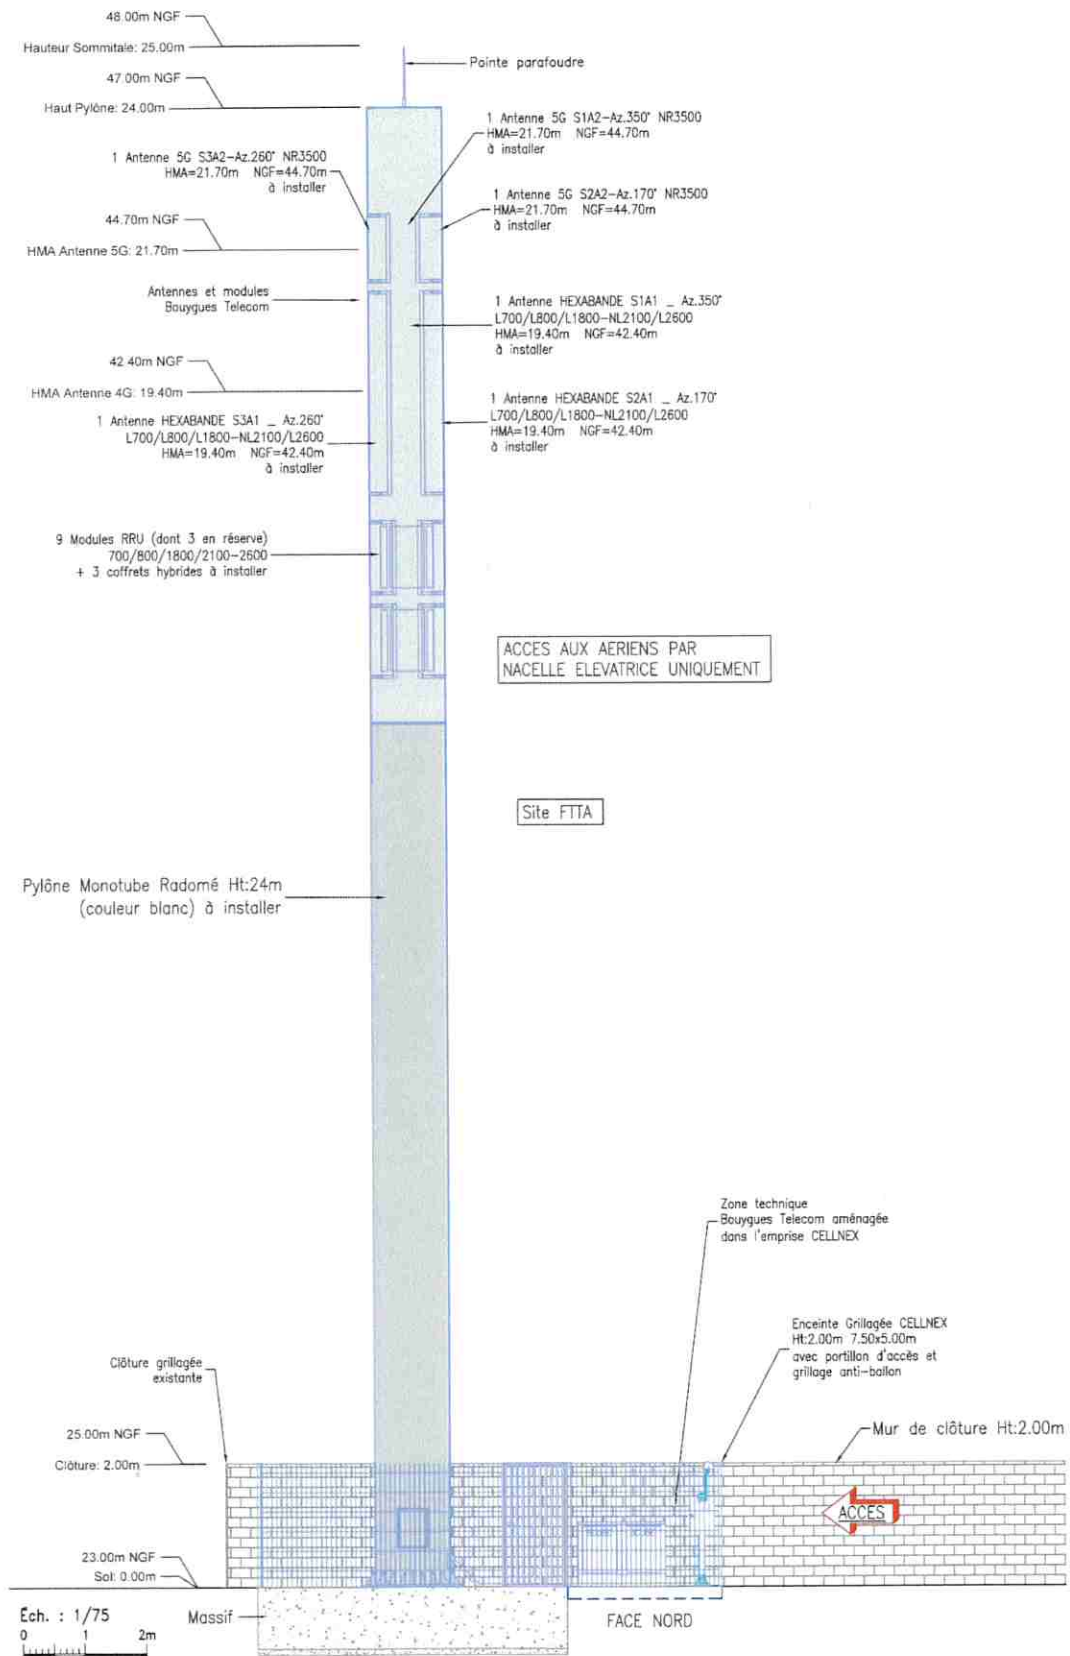 48.00m NGF
Hauteur Sommitale: 25.00m
Pointe parafoudre
47.00m NGF
Haut Pylône: 24.00m
1 Antenne 5G S1A2-Az.350° NR3500
HMA=21.70m NGF=44.70m
à installer
1 Antenne 5G S3A2-Az.260° NR3500
HMA=21.70m NGF=44.70m
à installer
1 Antenne 5G S2A2-Az.170° NR3500
HMA=21.70m NGF=44.70m
à installer
44.70m NGF
HMA Antenne 5G: 21.70m
Antennes et modules
Bouygues Telecom
1 Antenne HEXABANDE S1A1 _ Az.350°
L700/L800/L1800-NL2100/L2600
HMA=19.40m NGF=42.40m
à installer
42.40m NGF
HMA Antenne 4G: 19.40m
1 Antenne HEXABANDE S2A1 _ Az.170°
L700/L800/L1800-NL2100/L2600
HMA=19.40m NGF=42.40m
à installer
1 Antenne HEXABANDE S3A1 _ Az.260°
L700/L800/L1800-NL2100/L2600
HMA=19.40m NGF=42.40m
à installer
9 Modules RRU (dont 3 en réserve)
700/800/1800/2100-2600
+ 3 coffrets hybrides à installer
ACCES AUX AERIENS PAR
NACELLE ELEVATRICE UNIQUEMENT
Site FTTA
Pylône Monotube Radomé Ht:24m
(couleur blanc) à installer
Zone technique
Bouygues Telecom aménagée
dans l'emprise CELLNEX
Enceinte Grillagée CELLNEX
Ht:2.00m 7.50x5.00m
avec portillon d'accès et
grillage anti-ballon
Clôture grillagée
existante
25.00m NGF
Clôture: 2.00m
Mur de clôture Ht:2.00m
ACCES
23.00m NGF
Sol: 0.00m
Éch. : 1/75
0 1 2m
Massif
FACE NORD